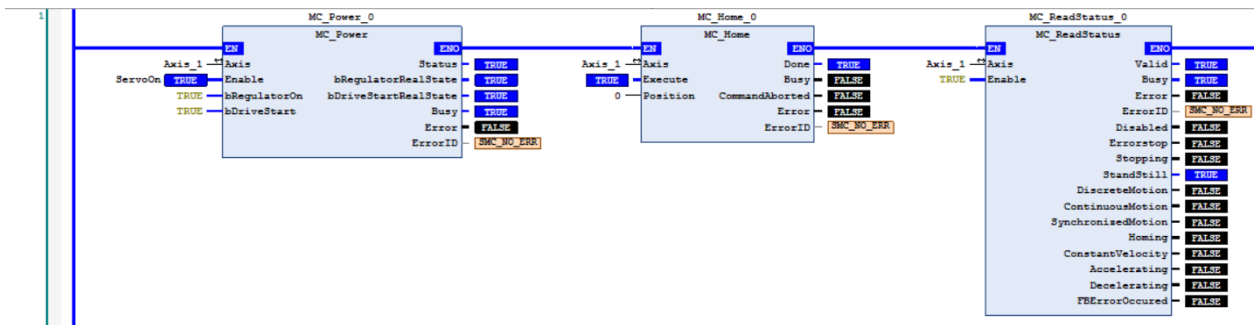 1
MC_Power_0
MC_Power
EN
ENO
Axis_1
Axis
Status
TRUE
ServoOn
TRUE
Enable
bRegulatorRealState
TRUE
TRUE
bRegulatorOn
bDriveStartRealState
TRUE
TRUE
bDriveStart
Busy
TRUE
Error
FALSE
ErrorID
SMC_NO_ERR
MC_Home_0
MC_Home
EN
ENO
Axis_1
Axis
Done
TRUE
TRUE
Execute
Busy
FALSE
0
Position
CommandAborted
FALSE
Error
FALSE
ErrorID
SMC_NO_ERR
MC_ReadStatus_0
MC_ReadStatus
EN
ENO
Axis_1
Axis
Valid
TRUE
TRUE
Enable
Busy
TRUE
Error
FALSE
ErrorID
SMC_NO_ERR
Disabled
FALSE
Errorstop
FALSE
Stopping
FALSE
StandStill
TRUE
DiscreteMotion
FALSE
ContinuousMotion
FALSE
SynchronizedMotion
FALSE
Homing
FALSE
ConstantVelocity
FALSE
Accelerating
FALSE
Decelerating
FALSE
FBErrorOccured
FALSE